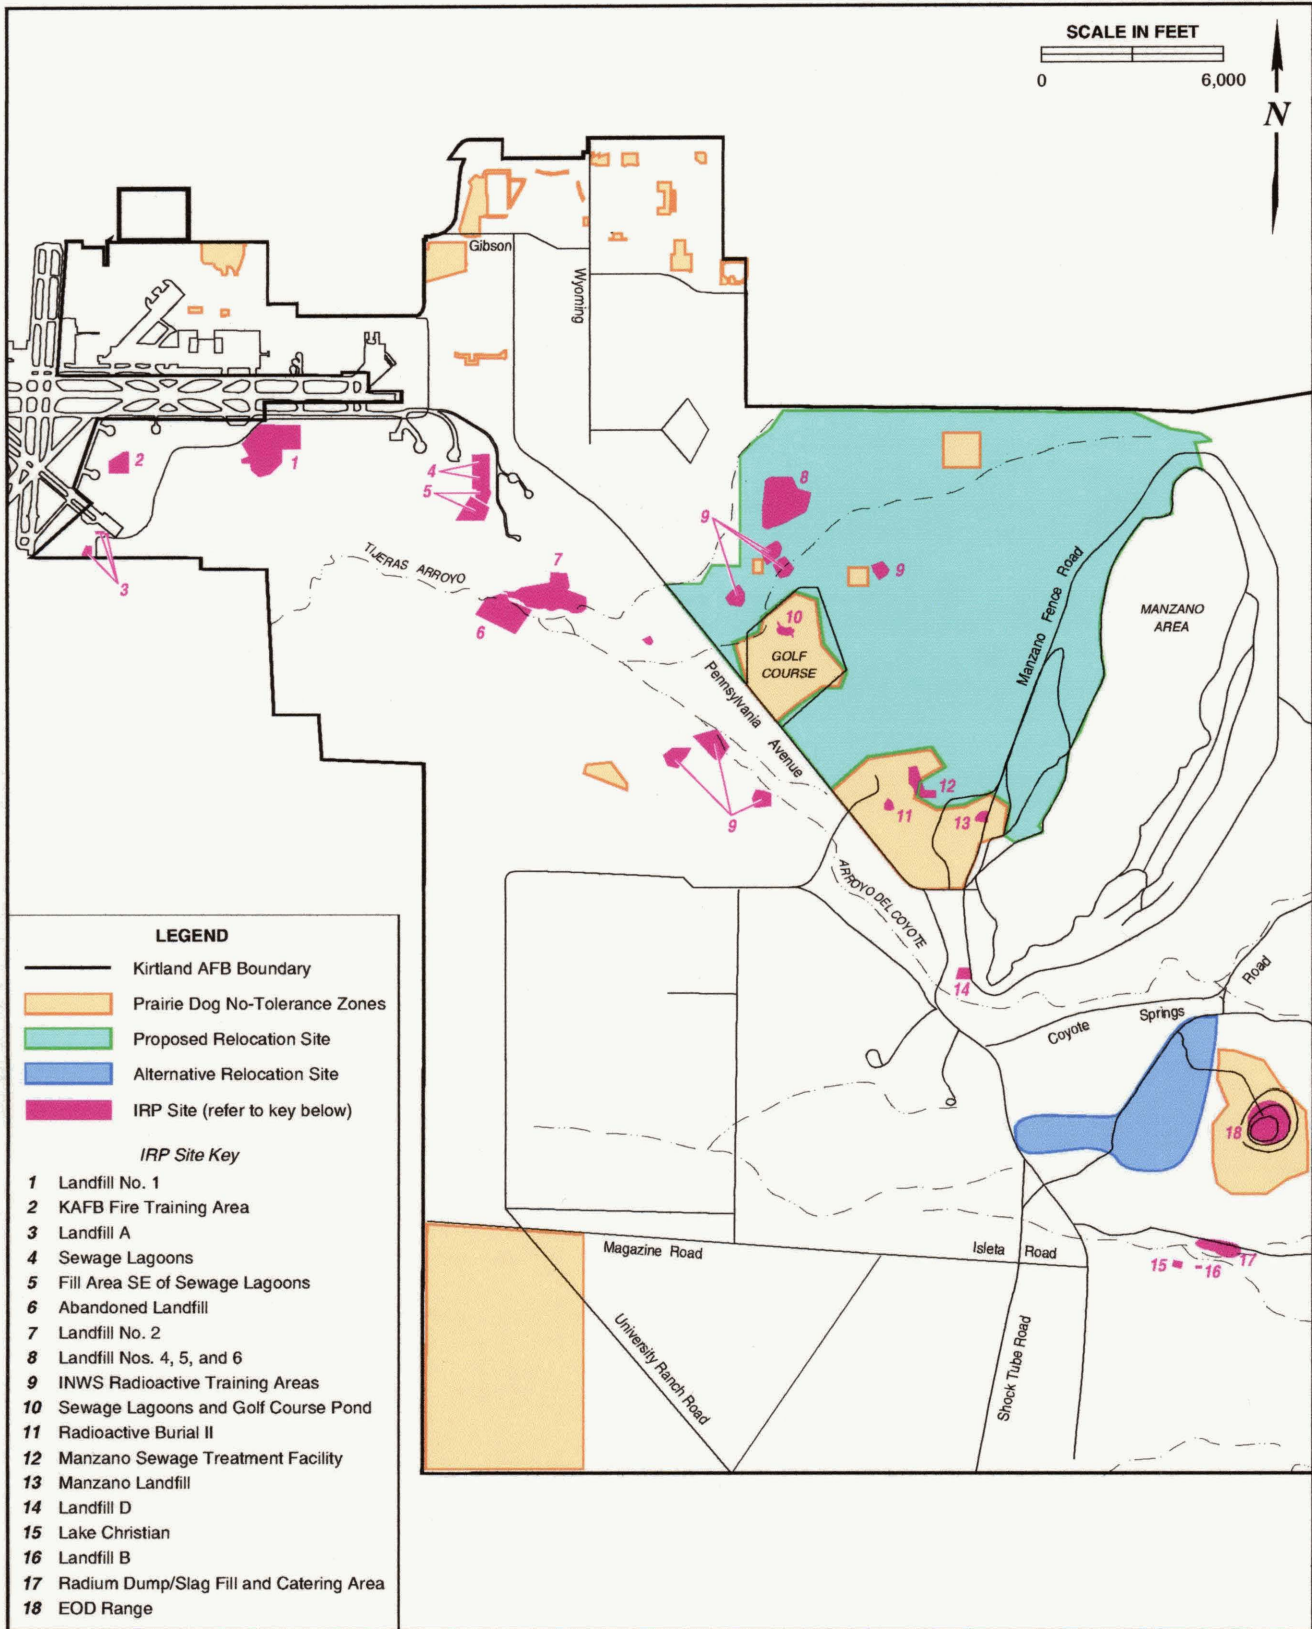 SCALE IN FEET
0 6,000
N
Gibson
Wyoming
2
1
4
5
3
TIJERAS ARROYO
7
6
8
9
9
10
GOLF
COURSE
Manzano Fence Road
MANZANO
AREA
Pennsylvania Avenue
9
12
11
13
ARROYO DEL COYOTE
14
Coyote Springs Road
18
Magazine Road
Isleta Road
15
16
17
University Ranch Road
Shock Tube Road
LEGEND
Kirtland AFB Boundary
Prairie Dog No-Tolerance Zones
Proposed Relocation Site
Alternative Relocation Site
IRP Site (refer to key below)
IRP Site Key
1 Landfill No. 1
2 KAFB Fire Training Area
3 Landfill A
4 Sewage Lagoons
5 Fill Area SE of Sewage Lagoons
6 Abandoned Landfill
7 Landfill No. 2
8 Landfill Nos. 4, 5, and 6
9 INWS Radioactive Training Areas
10 Sewage Lagoons and Golf Course Pond
11 Radioactive Burial II
12 Manzano Sewage Treatment Facility
13 Manzano Landfill
14 Landfill D
15 Lake Christian
16 Landfill B
17 Radium Dump/Slag Fill and Catering Area
18 EOD Range